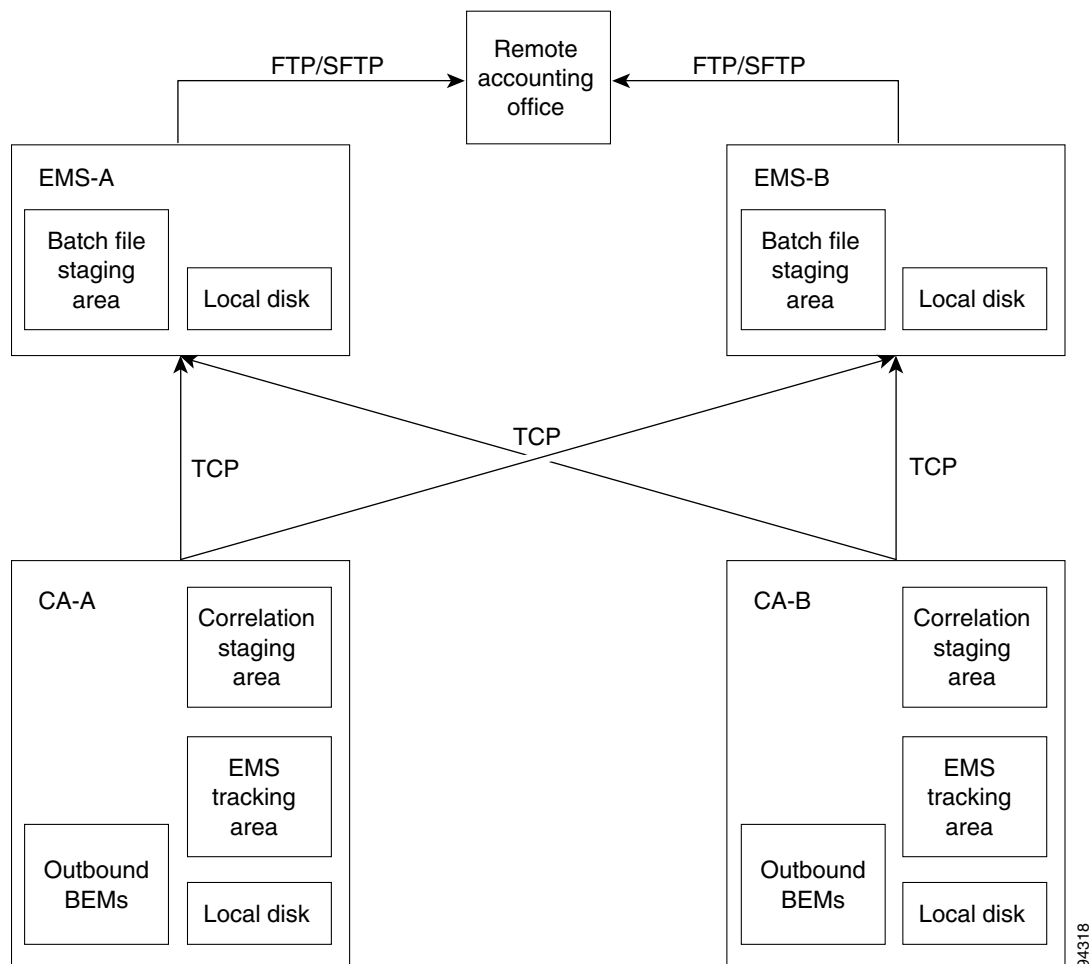 Remote
accounting
office
FTP/SFTP
FTP/SFTP
EMS-A
Batch file
staging
area
Local disk
EMS-B
Batch file
staging
area
Local disk
TCP
TCP
TCP
CA-A
Correlation
staging
area
EMS
tracking
area
Outbound
BEMs
Local disk
CA-B
Correlation
staging
area
EMS
tracking
area
Outbound
BEMs
Local disk
94318